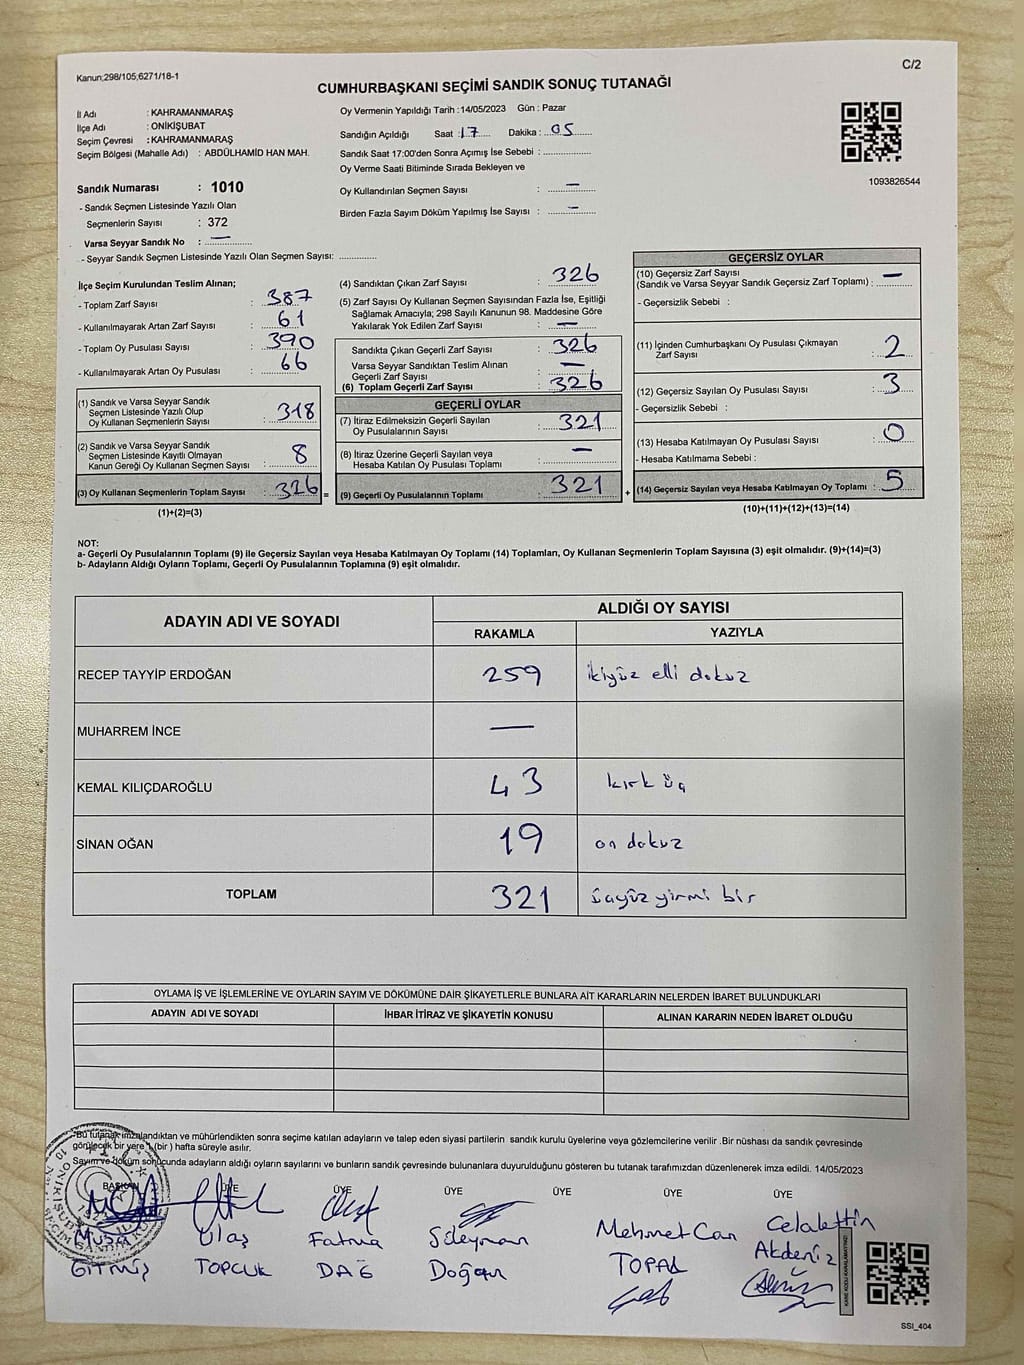 Kanun;298/105;6271/18-1
C/2
CUMHURBAŞKANI SEÇİMİ SANDIK SONUÇ TUTANAĞI
İl Adı : KAHRAMANMARAŞ
İlçe Adı : ONİKİŞUBAT
Seçim Çevresi : KAHRAMANMARAŞ
Seçim Bölgesi (Mahalle Adı) : ABDÜLHAMİD HAN MAH.
Oy Vermenin Yapıldığı Tarih : 14/05/2023 Gün : Pazar
Sandığın Açıldığı Saat : 17 Dakika : 05
Sandık Saat 17:00'den Sonra Açımış İse Sebebi :
Oy Verme Saati Bitiminde Sırada Bekleyen ve
Oy Kullandırılan Seçmen Sayısı : —
Birden Fazla Sayım Döküm Yapılmış İse Sayısı : —
1093826544
Sandık Numarası : 1010
- Sandık Seçmen Listesinde Yazılı Olan
Seçmenlerin Sayısı : 372
Varsa Seyyar Sandık No : —
- Seyyar Sandık Seçmen Listesinde Yazılı Olan Seçmen Sayısı:
İlçe Seçim Kurulundan Teslim Alınan;
- Toplam Zarf Sayısı : 387
- Kullanılmayarak Artan Zarf Sayısı : 61
- Toplam Oy Pusulası Sayısı : 390
- Kullanılmayarak Artan Oy Pusulası : 66
(1) Sandık ve Varsa Seyyar Sandık
Seçmen Listesinde Yazılı Olup
Oy Kullanan Seçmenlerin Sayısı : 318
(2) Sandık ve Varsa Seyyar Sandık
Seçmen Listesinde Kayıtlı Olmayan
Kanun Gereği Oy Kullanan Seçmen Sayısı : 8
(3) Oy Kullanan Seçmenlerin Toplam Sayısı : 326
(1)+(2)=(3)
(4) Sandıktan Çıkan Zarf Sayısı : 326
(5) Zarf Sayısı Oy Kullanan Seçmen Sayısından Fazla İse, Eşitliği
Sağlamak Amacıyla; 298 Sayılı Kanunun 98. Maddesine Göre
Yakılarak Yok Edilen Zarf Sayısı : —
Sandıkta Çıkan Geçerli Zarf Sayısı : 326
Varsa Seyyar Sandıktan Teslim Alınan
Geçerli Zarf Sayısı : —
(6) Toplam Geçerli Zarf Sayısı : 326
=
GEÇERLİ OYLAR
(7) İtiraz Edilmeksizin Geçerli Sayılan
Oy Pusulalarının Sayısı : 321
(8) İtiraz Üzerine Geçerli Sayılan veya
Hesaba Katılan Oy Pusulası Toplamı : —
(9) Geçerli Oy Pusulalarının Toplamı : 321
+
GEÇERSİZ OYLAR
(10) Geçersiz Zarf Sayısı
(Sandık ve Varsa Seyyar Sandık Geçersiz Zarf Toplamı) : —
- Geçersizlik Sebebi :
(11) İçinden Cumhurbaşkanı Oy Pusulası Çıkmayan
Zarf Sayısı : 2
(12) Geçersiz Sayılan Oy Pusulası Sayısı : 3
- Geçersizlik Sebebi :
(13) Hesaba Katılmayan Oy Pusulası Sayısı : 0
- Hesaba Katılmama Sebebi :
(14) Geçersiz Sayılan veya Hesaba Katılmayan Oy Toplamı : 5
(10)+(11)+(12)+(13)=(14)
NOT:
a- Geçerli Oy Pusulalarının Toplamı (9) ile Geçersiz Sayılan veya Hesaba Katılmayan Oy Toplamı (14) Toplamları, Oy Kullanan Seçmenlerin Toplam Sayısına (3) eşit olmalıdır. (9)+(14)=(3)
b- Adayların Aldığı Oyların Toplamı, Geçerli Oy Pusulalarının Toplamına (9) eşit olmalıdır.
ADAYIN ADI VE SOYADI
ALDIĞI OY SAYISI
RAKAMLA YAZIYLA
RECEP TAYYİP ERDOĞAN 259 ikiyüz elli dokuz
MUHARREM İNCE —
KEMAL KILIÇDAROĞLU 43 kırk üç
SİNAN OĞAN 19 on dokuz
TOPLAM 321 üçyüz yirmi bir
OYLAMA İŞ VE İŞLEMLERİNE VE OYLARIN SAYIM VE DÖKÜMÜNE DAİR ŞİKAYETLERLE BUNLARA AİT KARARLARIN NELERDEN İBARET BULUNDUKLARI
ADAYIN ADI VE SOYADI İHBAR İTİRAZ VE ŞİKAYETİN KONUSU ALINAN KARARIN NEDEN İBARET OLDUĞU
Bu tutanak imzalandıktan ve mühürlendikten sonra seçime katılan adayların ve talep eden siyasi partilerin sandık kurulu üyelerine veya gözlemcilerine verilir .Bir nüshası da sandık çevresinde
görülecek bir yere 1 (bir ) hafta süreyle asılır.
Sayım ve döküm sonucunda adayların aldığı oyların sayılarını ve bunların sandık çevresinde bulunanlara duyurulduğunu gösteren bu tutanak tarafımızdan düzenlenerek imza edildi. 14/05/2023
BAŞKAN ÜYE ÜYE ÜYE ÜYE ÜYE ÜYE
Musa Ulaş Fatma Süleyman Mehmet Can Celalettin
GİTMİŞ TOPCUK DAĞ Doğan TOPAL Akdeniz
SSI_404